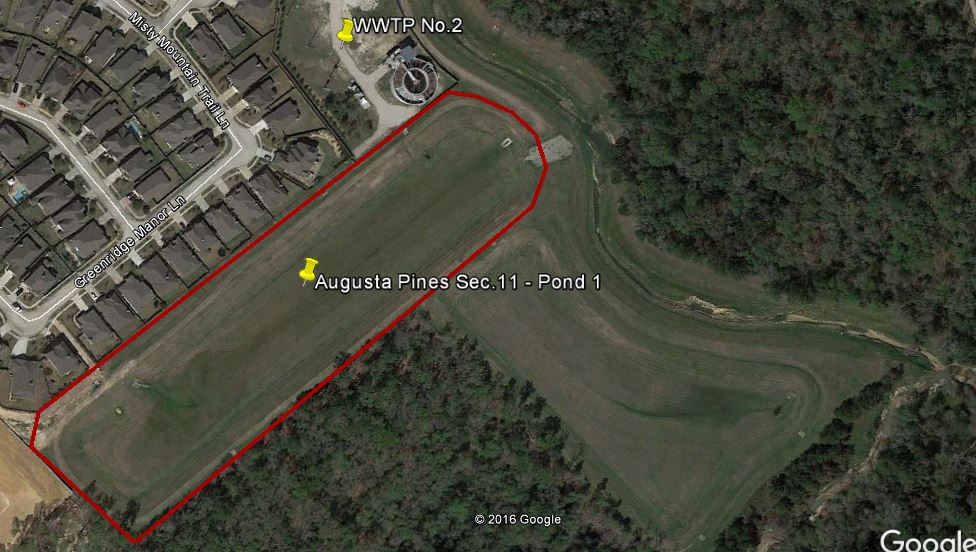 WWTP No.2
Misty Mountain Trail Ln
Greenridge Manor Ln
Augusta Pines Sec.11 - Pond 1
© 2016 Google
Google